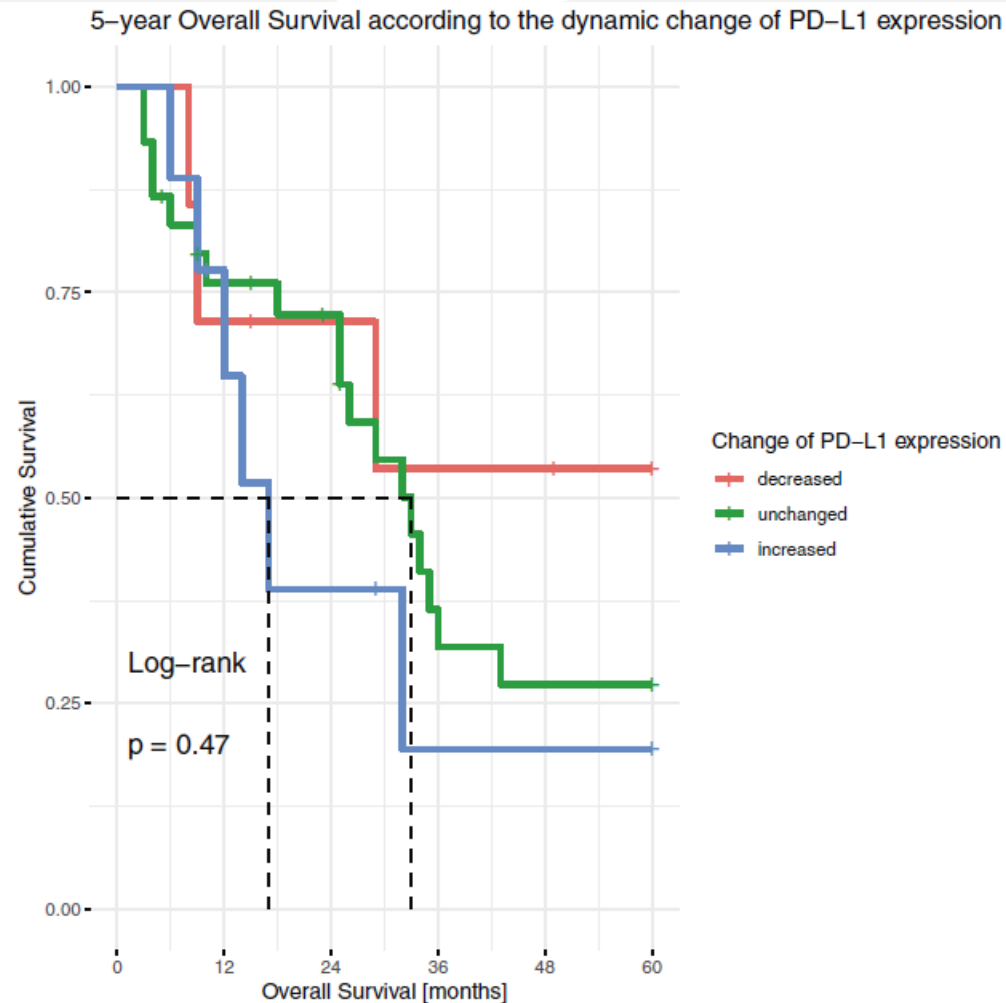 5−year Overall Survival according to the dynamic change of PD−L1 expression
1.00
0.75
0.50
0.25
0.00
Cumulative Survival
Log−rank
p = 0.47
0 12 24 36 48 60
Overall Survival [months]
Change of PD−L1 expression
decreased
unchanged
increased